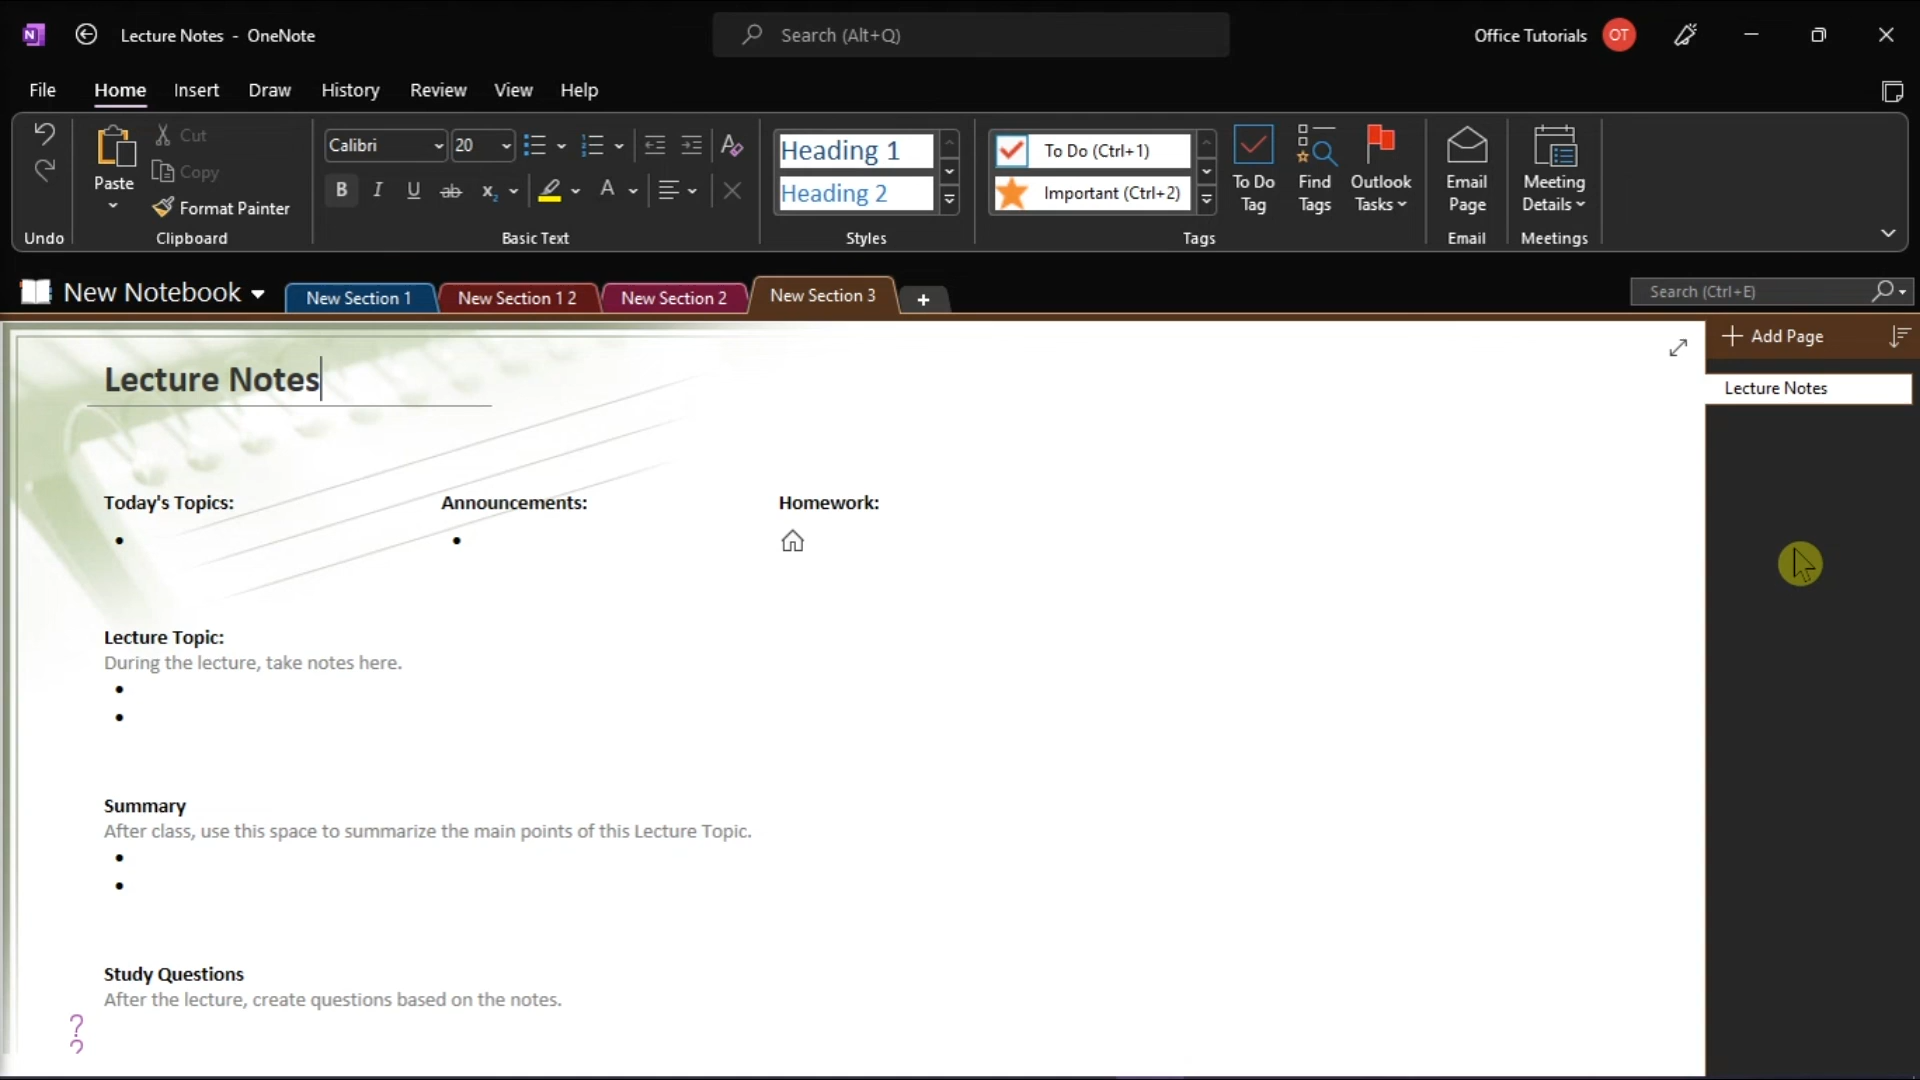 N Lecture Notes - OneNote Search (Alt+Q) Office Tutorials OT
File Home Insert Draw History Review View Help
Paste Cut Copy Format Painter
Calibri 20
B I U ab x₂ A
Heading 1
Heading 2
To Do (Ctrl+1)
Important (Ctrl+2)
To Do Tag
Find Tags
Outlook Tasks
Email Page
Meeting Details
Undo Clipboard Basic Text Styles Tags Email Meetings
New Notebook New Section 1 New Section 1 2 New Section 2 New Section 3 + Search (Ctrl+E)
Add Page
Lecture Notes
Lecture Notes
Today's Topics: Announcements: Homework:
Lecture Topic:
During the lecture, take notes here.
Summary
After class, use this space to summarize the main points of this Lecture Topic.
Study Questions
After the lecture, create questions based on the notes.
?
?